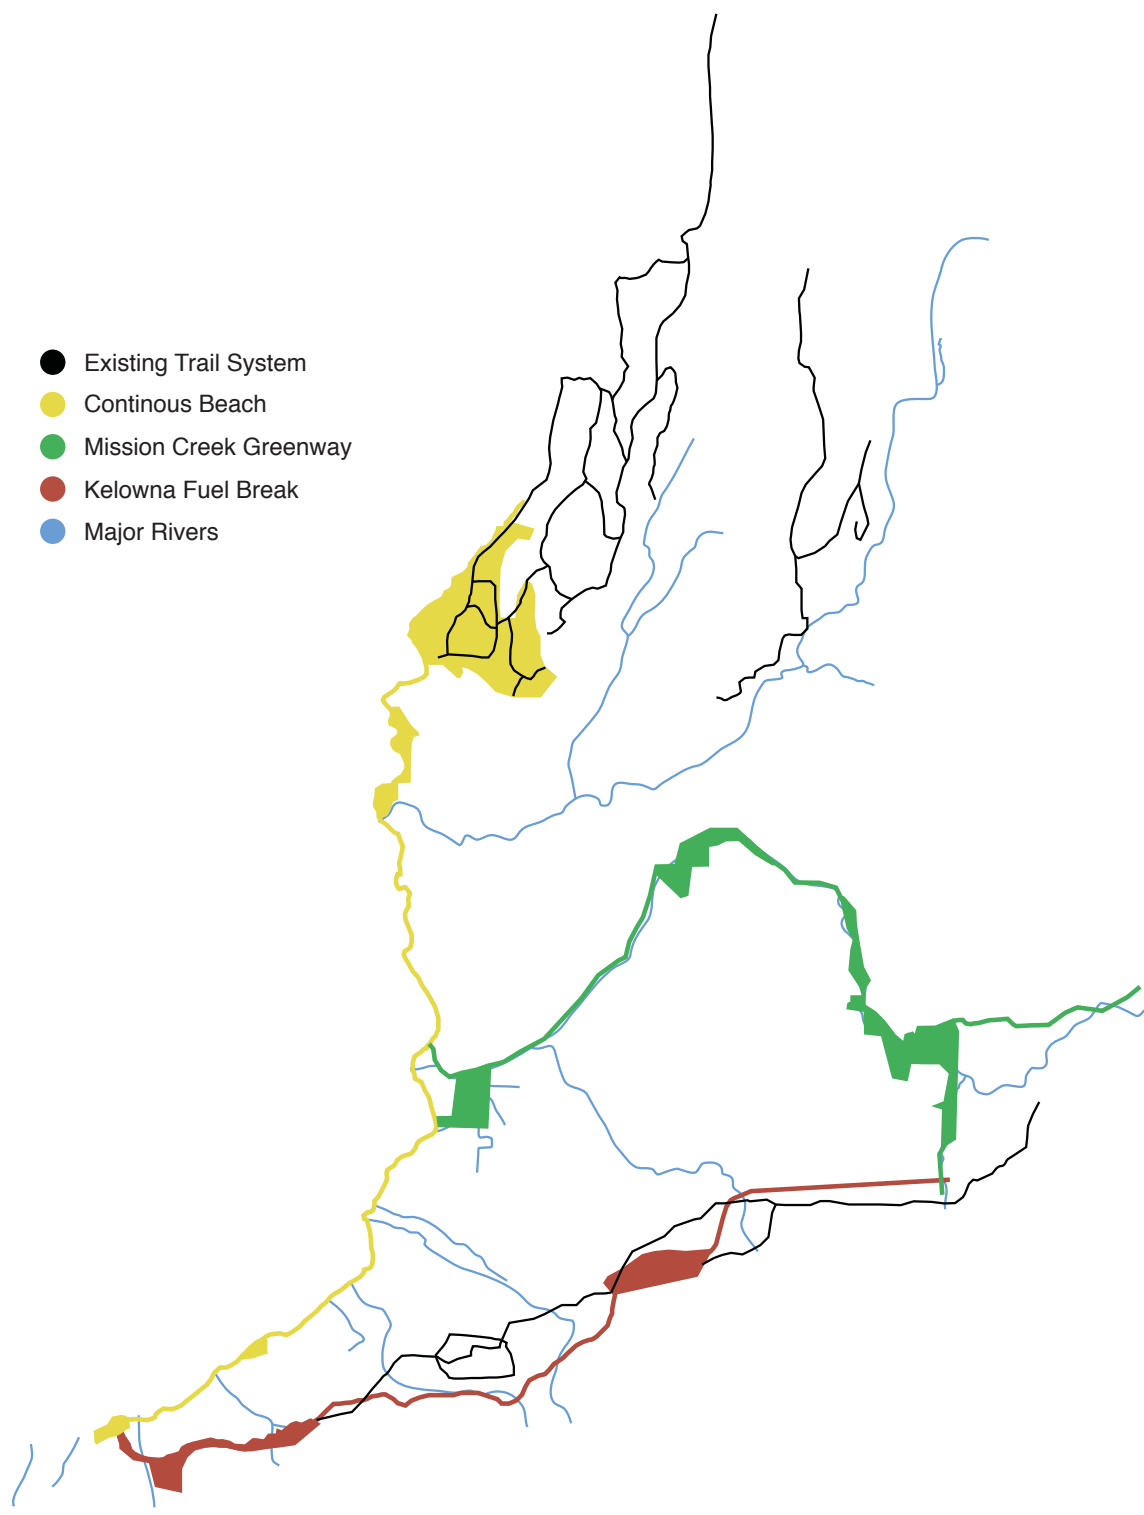 Existing Trail System
Continous Beach
Mission Creek Greenway
Kelowna Fuel Break
Major Rivers